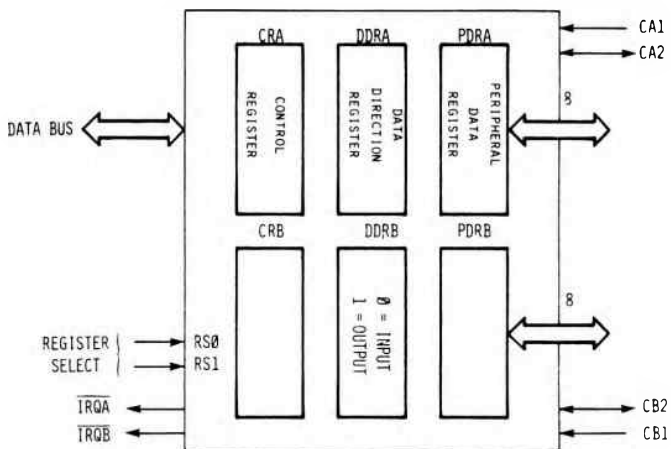 CRA
DDRA
PDRA
CA1
CA2
CONTROL
REGISTER
DATA
DIRECTION
REGISTER
PERIPHERAL
DATA
REGISTER
8
DATA BUS
CRB
DDRB
PDRB
0 = INPUT
1 = OUTPUT
8
REGISTER
SELECT
RS0
RS1
IRQA
IRQB
CB2
CB1